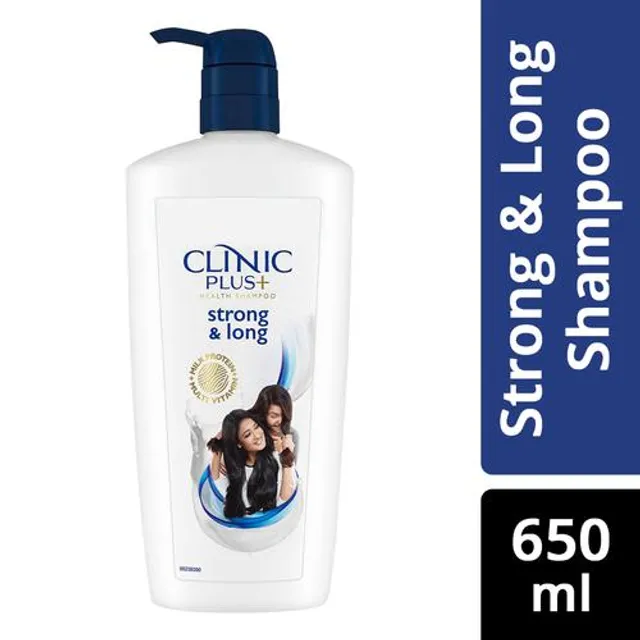 CLINIC
PLUS+
HEALTH SHAMPOO
strong
& long
MILK PROTEIN + MULTI VITAMIN +
Strong & Long
Shampoo
650
ml